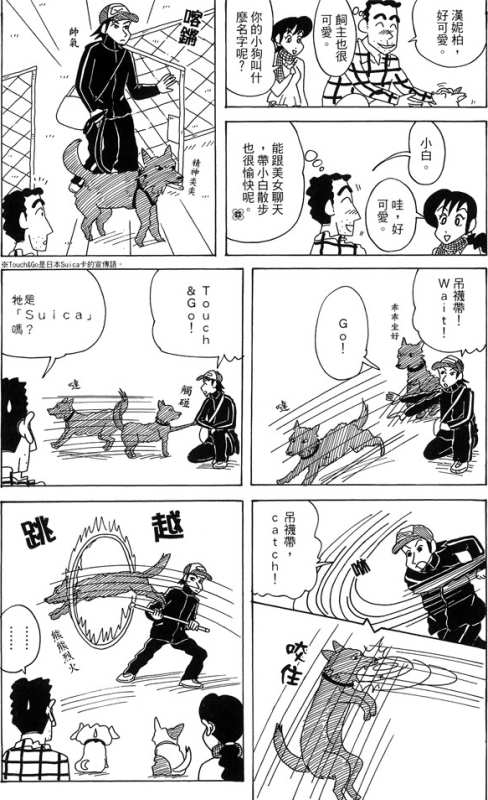 漢妮柏，
好可愛。
飼主也很
可愛。
你的小狗叫什
麼名字呢？
小白。
哇，好
可愛。
能跟美女聊天
，帶小白散步
也很愉快呢。
喀鏘
帥氣
精神奕奕
※Touch&Go是日本Suica卡的宣傳語。
吊襪帶！
Wait!
乖乖坐好
Go!
噠
Touch
&Go!
觸碰
噠
是
「Suica」
嗎？
吊襪帶，
catch!
咻
咬住
跳越
熊熊烈火
⋯⋯⋯